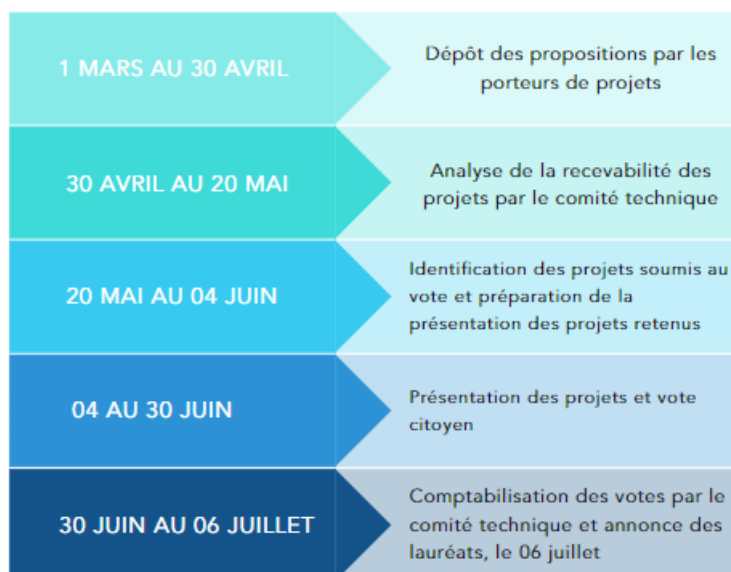 1 MARS AU 30 AVRIL
Dépôt des propositions par les
porteurs de projets
30 AVRIL AU 20 MAI
Analyse de la recevabilité des
projets par le comité technique
20 MAI AU 04 JUIN
Identification des projets soumis au
vote et préparation de la
présentation des projets retenus
04 AU 30 JUIN
Présentation des projets et vote
citoyen
30 JUIN AU 06 JUILLET
Comptabilisation des votes par le
comité technique et annonce des
lauréats, le 06 juillet